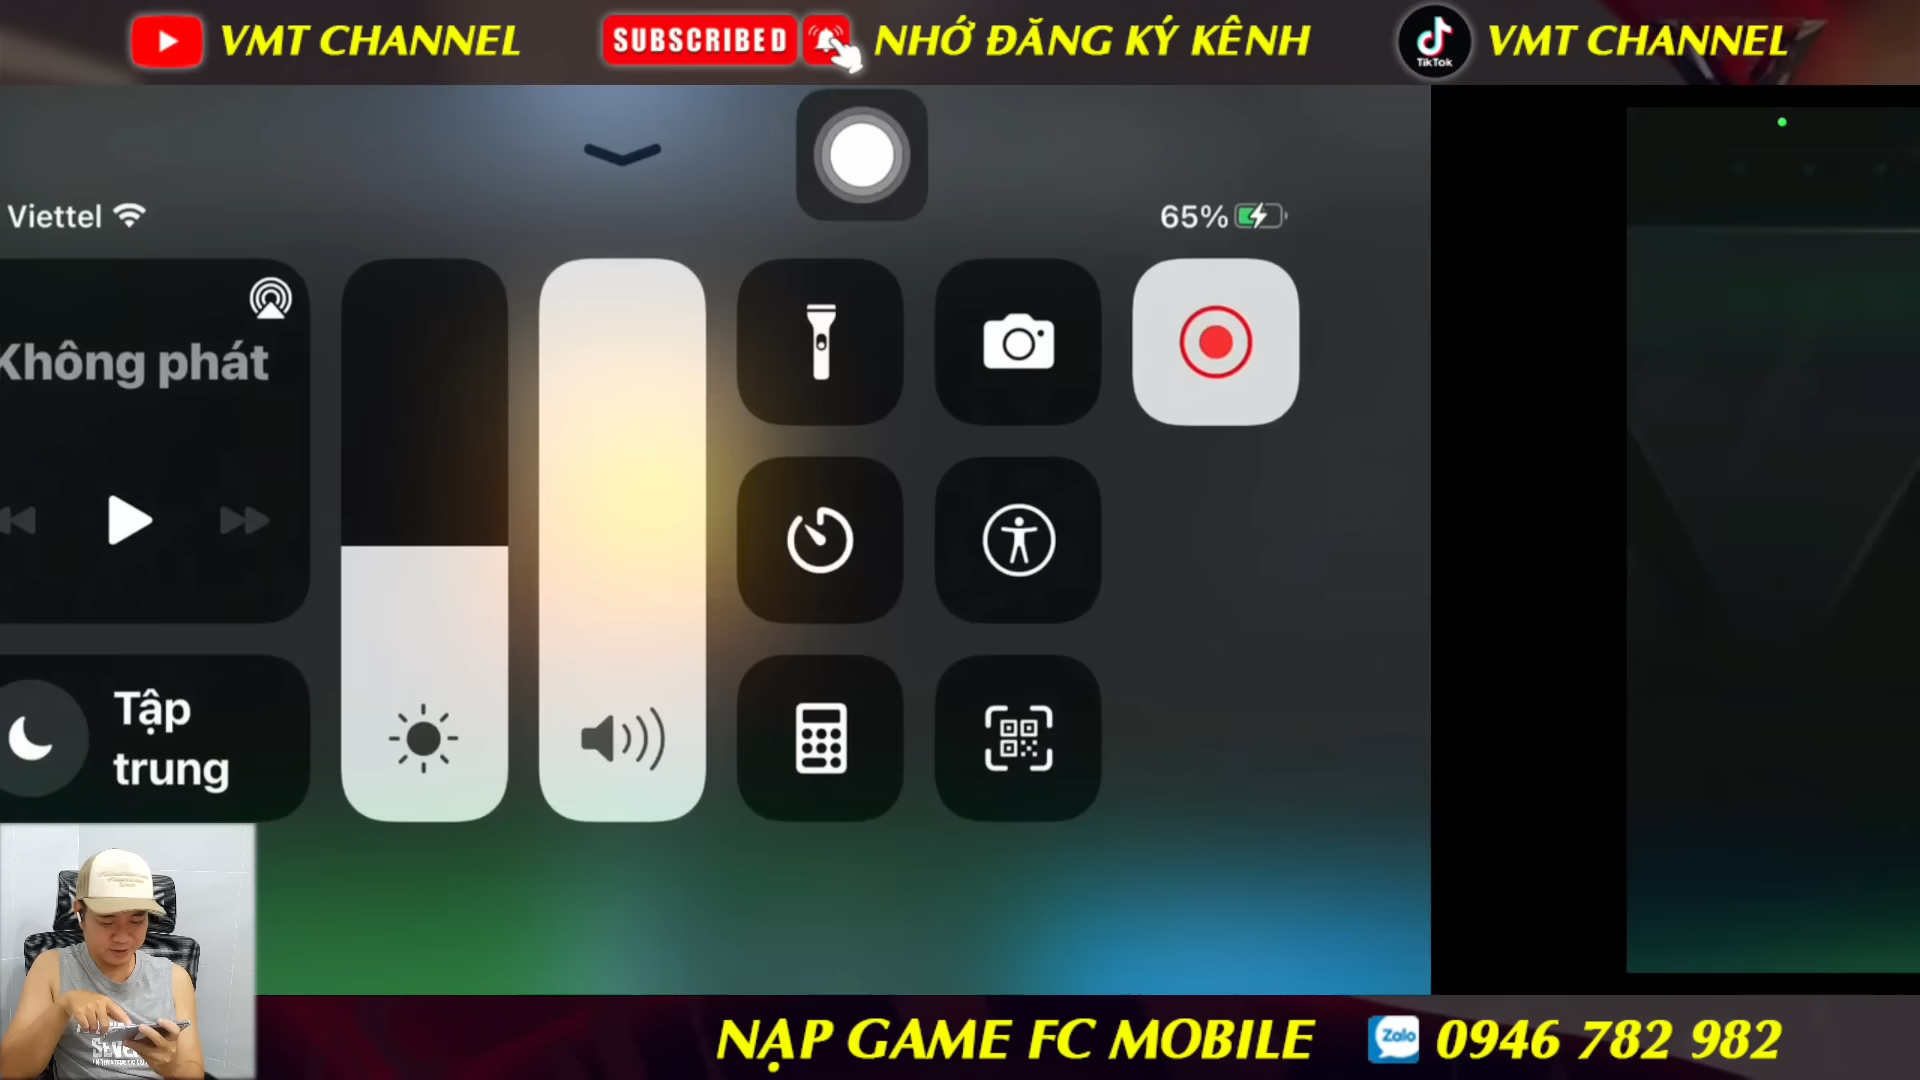 VMT CHANNEL
SUBSCRIBED
NHỚ ĐĂNG KÝ KÊNH
TikTok
VMT CHANNEL
Viettel
65%
Không phát
Tập
trung
NẠP GAME FC MOBILE
Zalo
0946 782 982